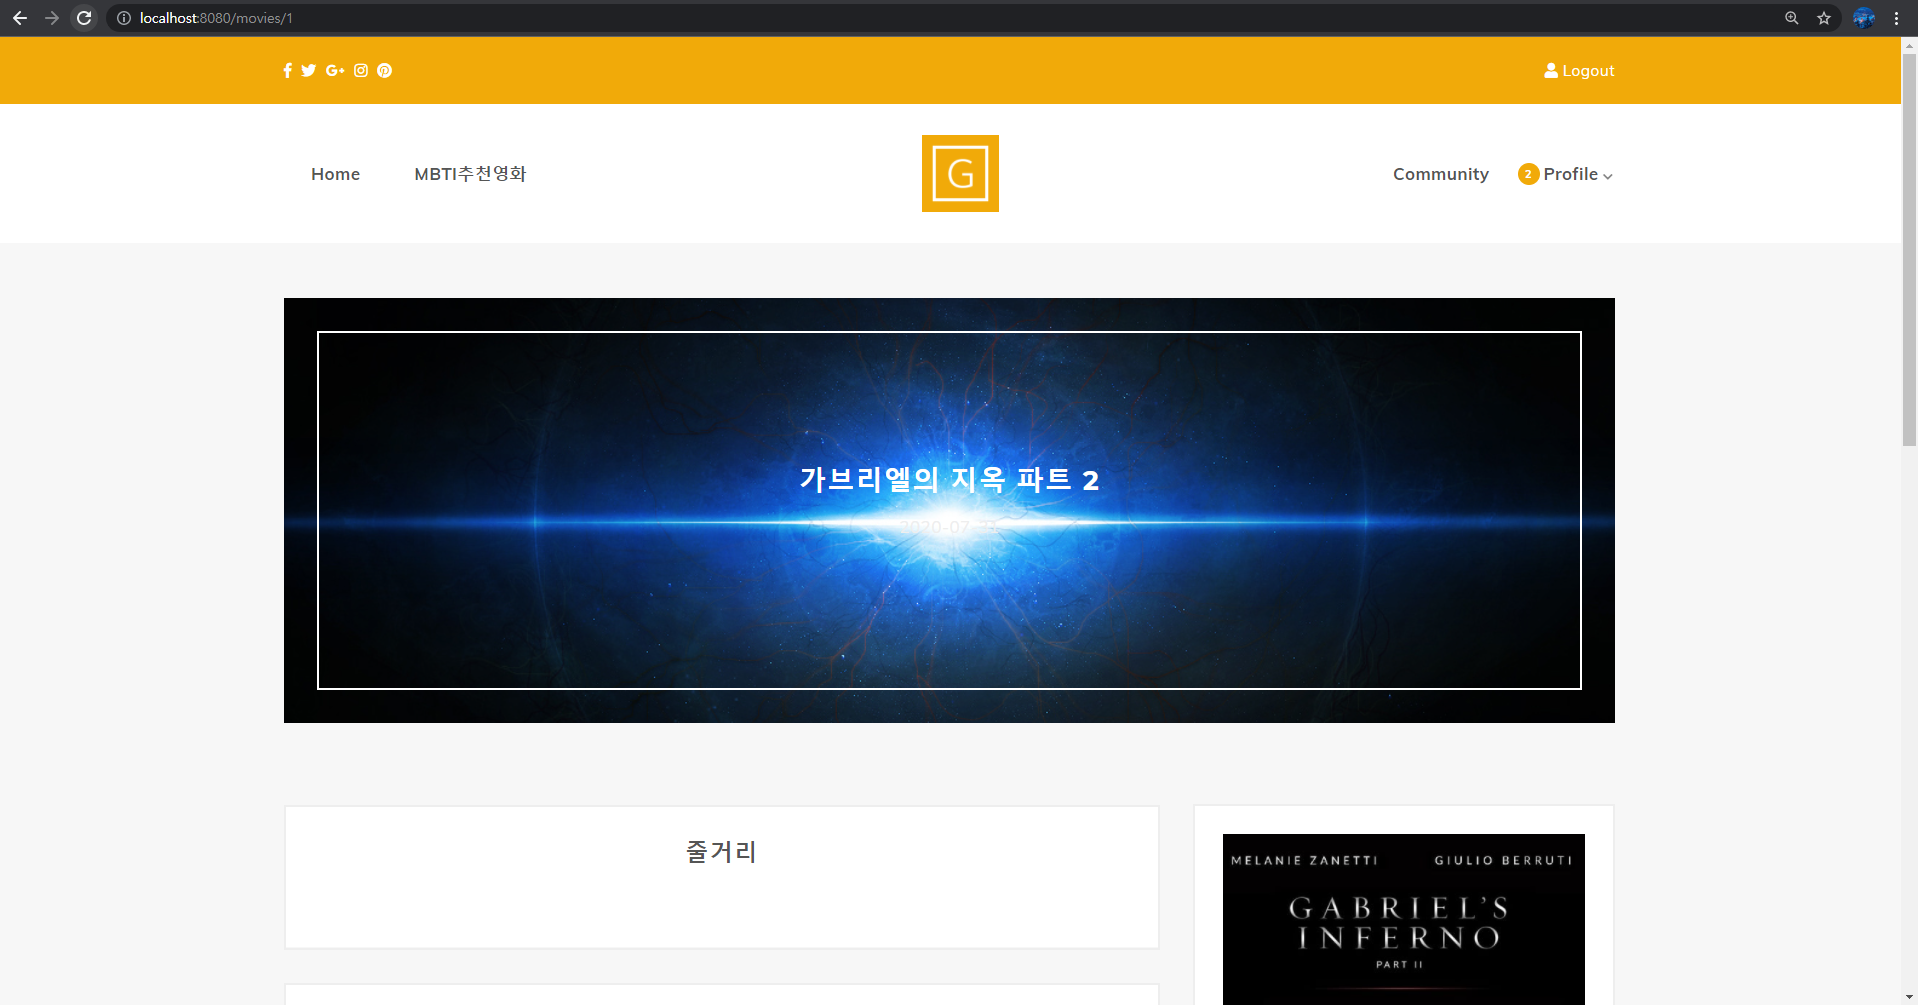 localhost:8080/movies/1
Logout
Home
MBTI추천영화
G
Community
2
Profile
가브리엘의 지옥 파트 2
2020-07-31
줄거리
MELANIE ZANETTI
GIULIO BERRUTI
GABRIEL'S
INFERNO
PART II